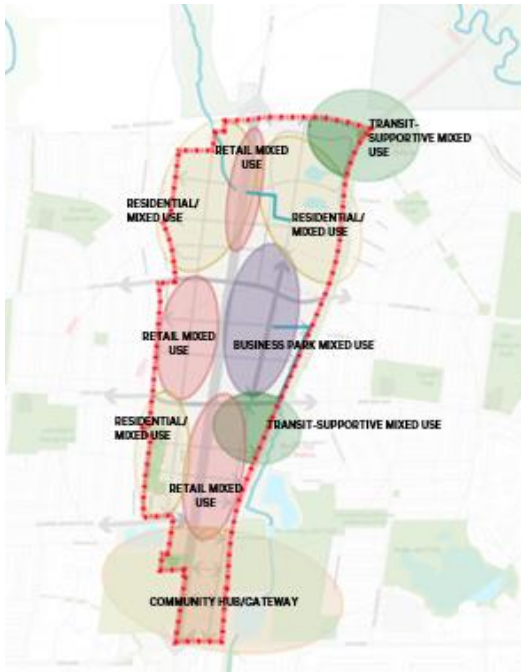 TRANSIT-
SUPPORTIVE MIXED
USE
RETAIL MIXED
USE
RESIDENTIAL/
MIXED USE
RESIDENTIAL/
MIXED USE
RETAIL MIXED
USE
BUSINESS PARK MIXED USE
RESIDENTIAL/
MIXED USE
TRANSIT-SUPPORTIVE MIXED USE
RETAIL MIXED
USE
COMMUNITY HUB/GATEWAY